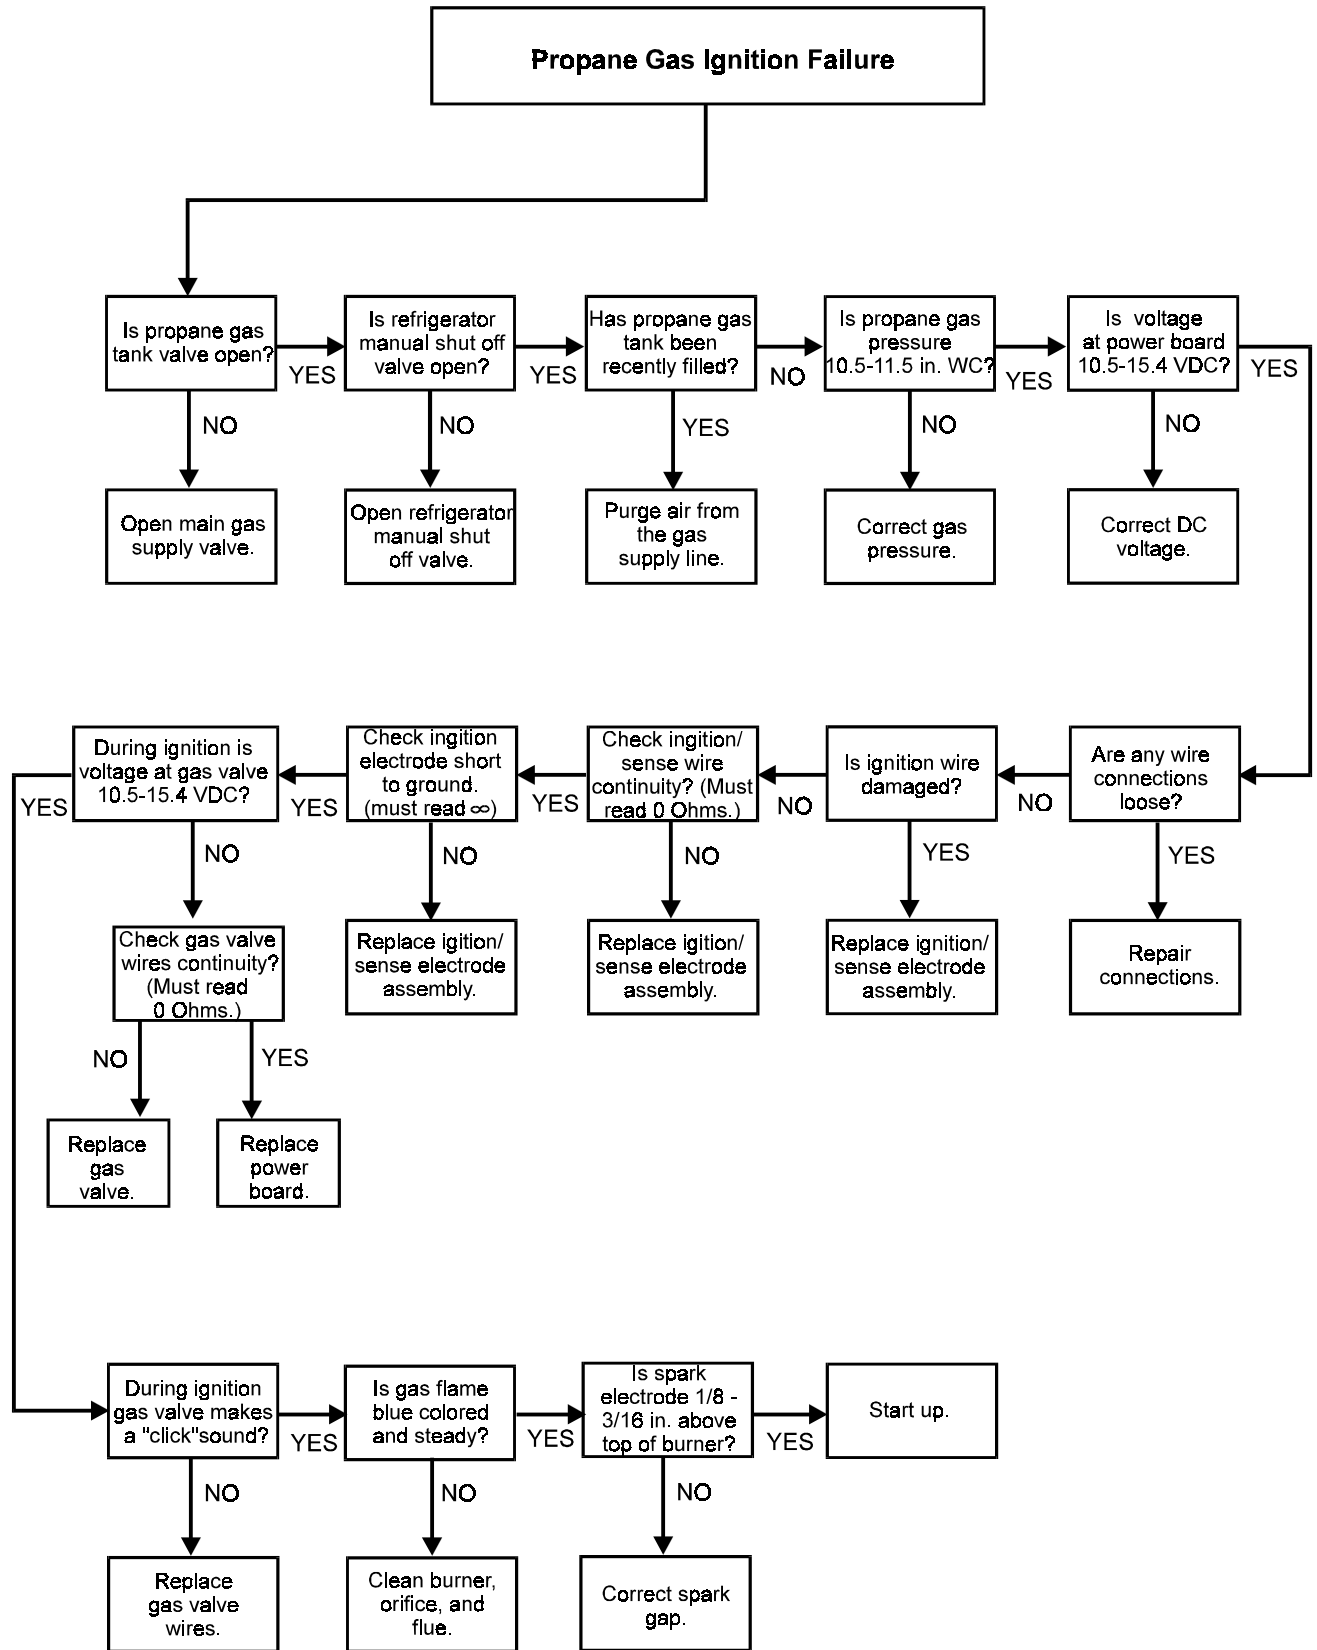 Propane Gas Ignition Failure
Is propane gas
tank valve open?
YES
Is refrigerator
manual shut off
valve open?
YES
Has propane gas
tank been
recently filled?
NO
Is propane gas
pressure
10.5-11.5 in. WC?
YES
Is voltage
at power board
10.5-15.4 VDC?
YES
NO
NO
YES
NO
NO
Open main gas
supply valve.
Open refrigerator
manual shut
off valve.
Purge air from
the gas
supply line.
Correct gas
pressure.
Correct DC
voltage.
Are any wire
connections
loose?
NO
Is ignition wire
damaged?
NO
Check ingition/
sense wire
continuity? (Must
read 0 Ohms.)
YES
Check ingition
electrode short
to ground.
(must read ∞)
YES
During ignition is
voltage at gas valve
10.5-15.4 VDC?
YES
YES
YES
NO
NO
NO
Repair
connections.
Replace ignition/
sense electrode
assembly.
Replace igition/
sense electrode
assembly.
Replace igition/
sense electrode
assembly.
Check gas valve
wires continuity?
(Must read
0 Ohms.)
NO
YES
Replace
gas
valve.
Replace
power
board.
During ignition
gas valve makes
a "click"sound?
YES
Is gas flame
blue colored
and steady?
YES
Is spark
electrode 1/8 -
3/16 in. above
top of burner?
YES
Start up.
NO
NO
NO
Replace
gas valve
wires.
Clean burner,
orifice, and
flue.
Correct spark
gap.